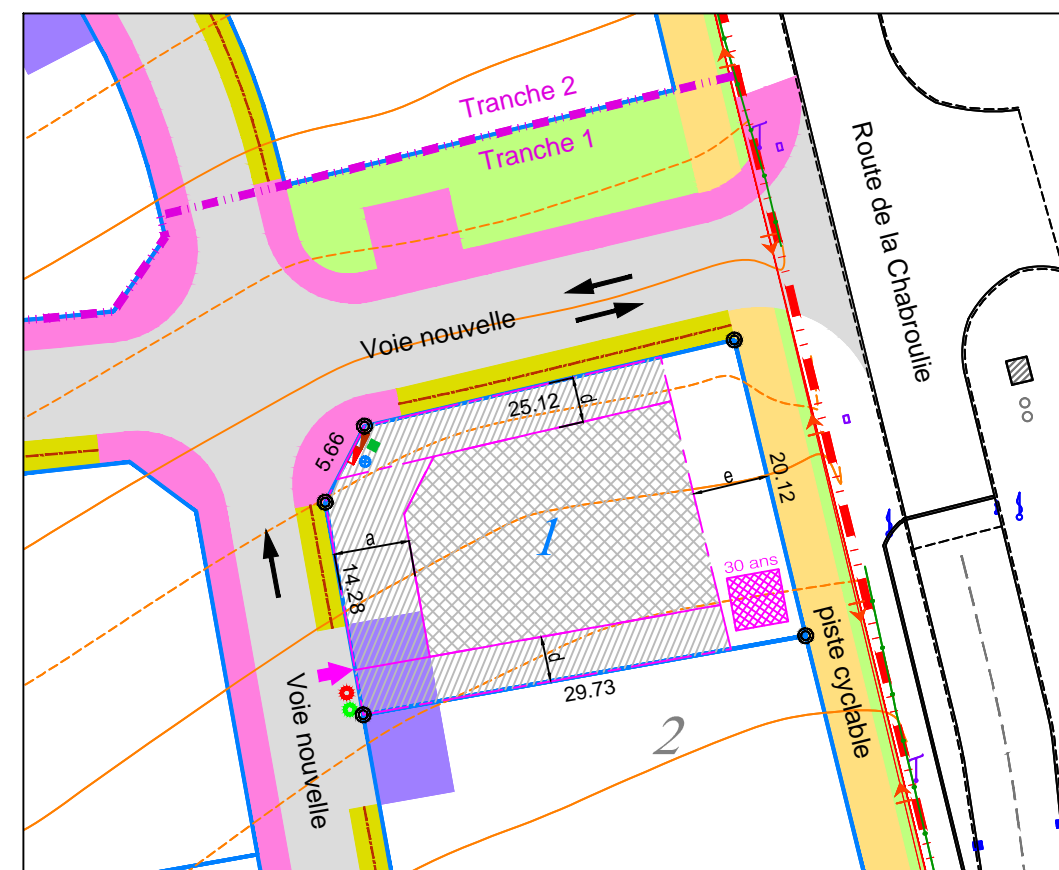 Tranche 2
Tranche 1
Route de la Chabroulie
Voie nouvelle
25.12
d
5.66
20.12
e
a
1
14.28
30 ans
d
piste cyclable
29.73
Voie nouvelle
2